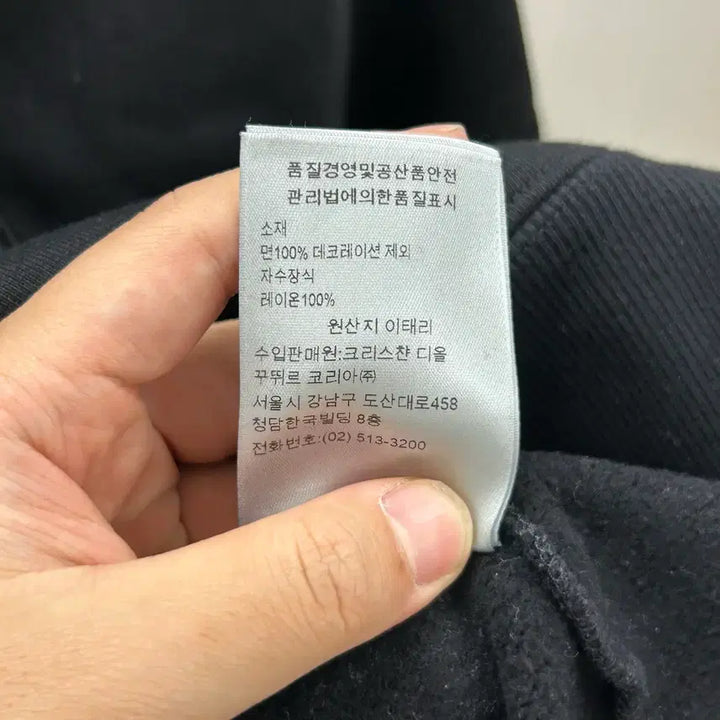 품질경영및공산품안전
관리법에의한품질표시
소재
면100% 데코레이션 제외
자수장식
레이온100%
원산지 이태리
수입판매원:크리스챤 디올
꾸뛰르 코리아㈜
서울시 강남구 도산대로458
청담한국빌딩 8층
전화번호:(02) 513-3200